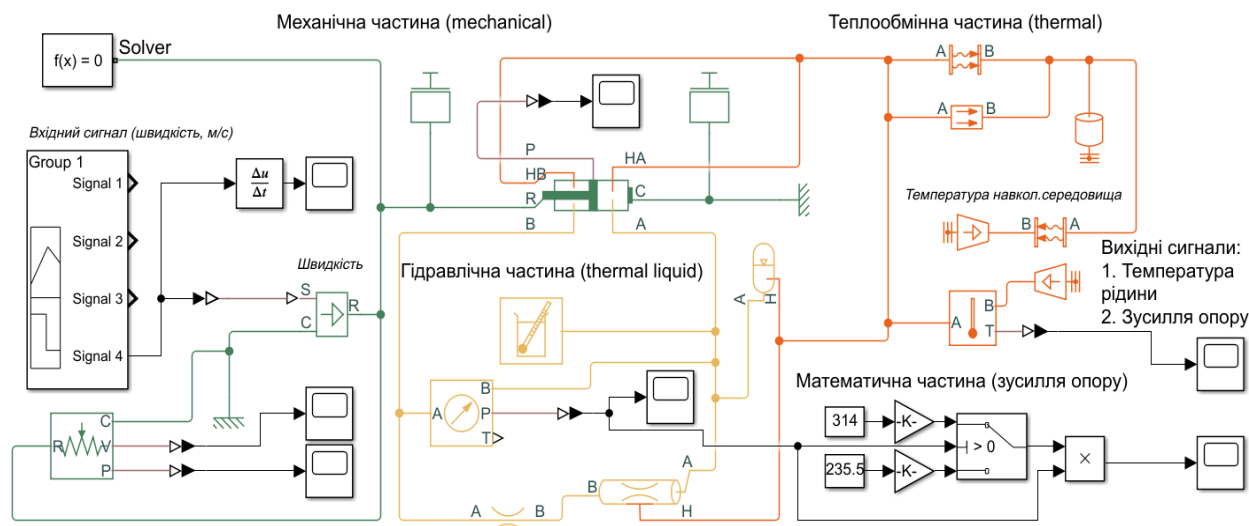 Механічна частина (mechanical)
Теплообмінна частина (thermal)
f(x) = 0
Solver
A
B
A
B
P
HA
HB
R
C
B
A
Вхідний сигнал (швидкість, м/с)
Group 1
Signal 1
Signal 2
Signal 3
Signal 4
Δu
Δt
Температура навкол.середовища
B
A
Швидкість
S
C
R
Гідравлічна частина (thermal liquid)
A
H
Вихідні сигнали:
1. Температура
рідини
2. Зусилля опору
A
B
T
B
A
P
T
Математична частина (зусилля опору)
314
-K-
> 0
×
235.5
-K-
C
R
V
P
A
B
B
A
H